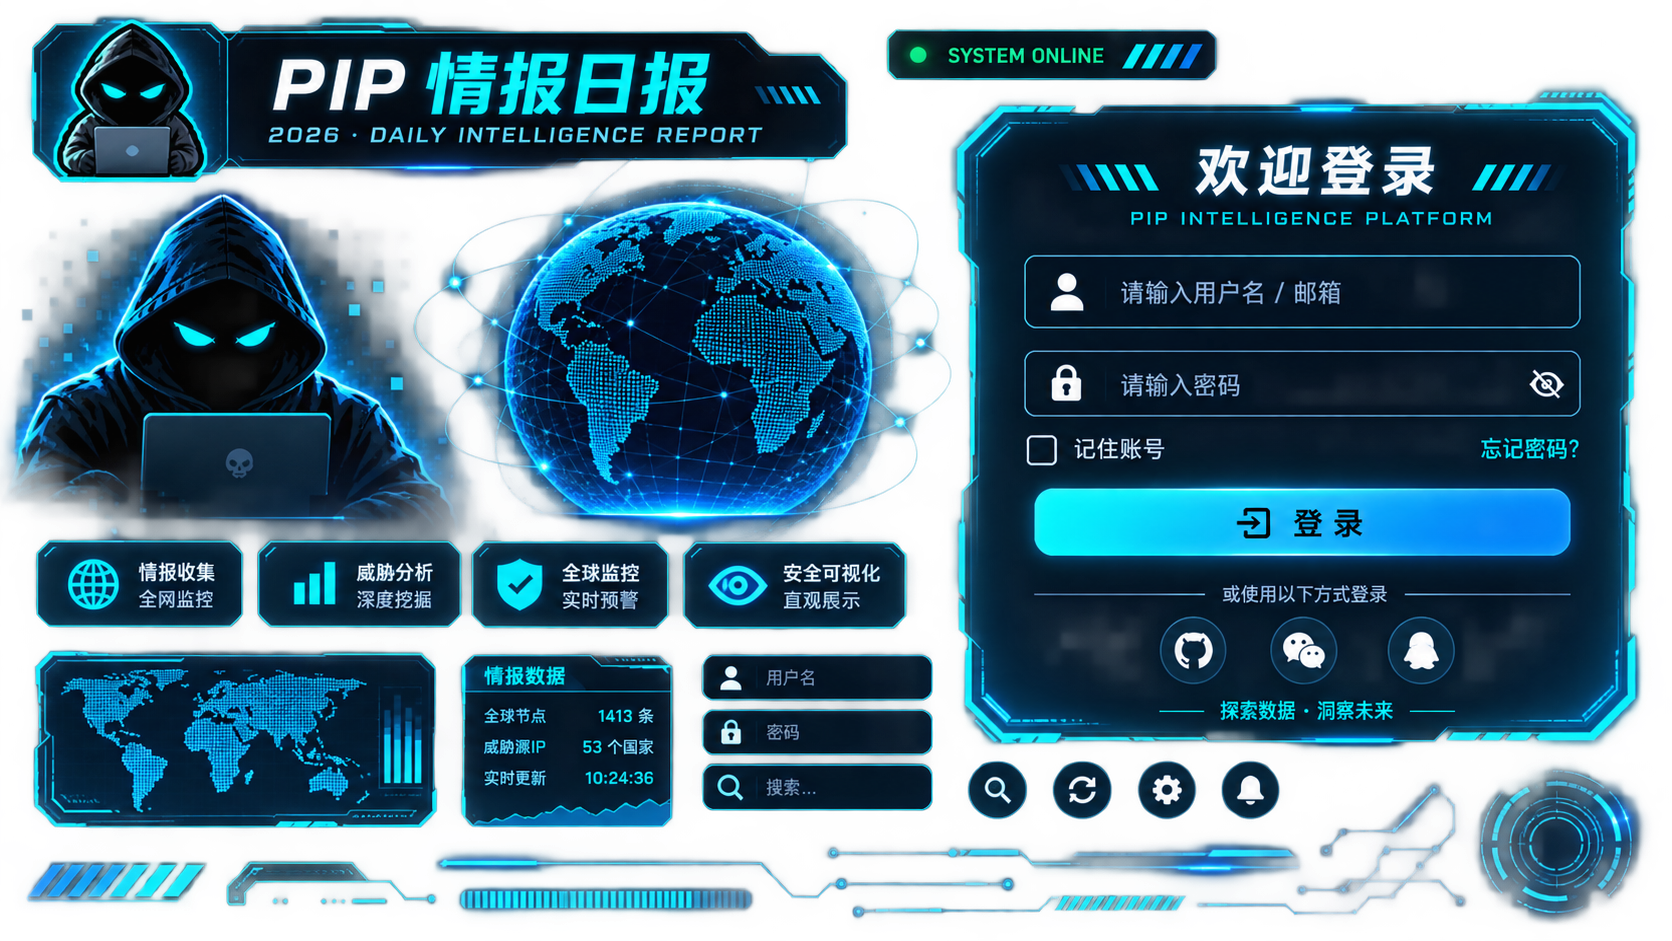 PIP 情报日报
2026 · DAILY INTELLIGENCE REPORT
SYSTEM ONLINE
欢迎登录
PIP INTELLIGENCE PLATFORM
请输入用户名 / 邮箱
请输入密码
记住账号
忘记密码?
登录
或使用以下方式登录
探索数据 · 洞察未来
情报收集
全网监控
威胁分析
深度挖掘
全球监控
实时预警
安全可视化
直观展示
情报数据
全球节点 1413 条
威胁源IP 53 个国家
实时更新 10:24:36
用户名
密码
搜索...